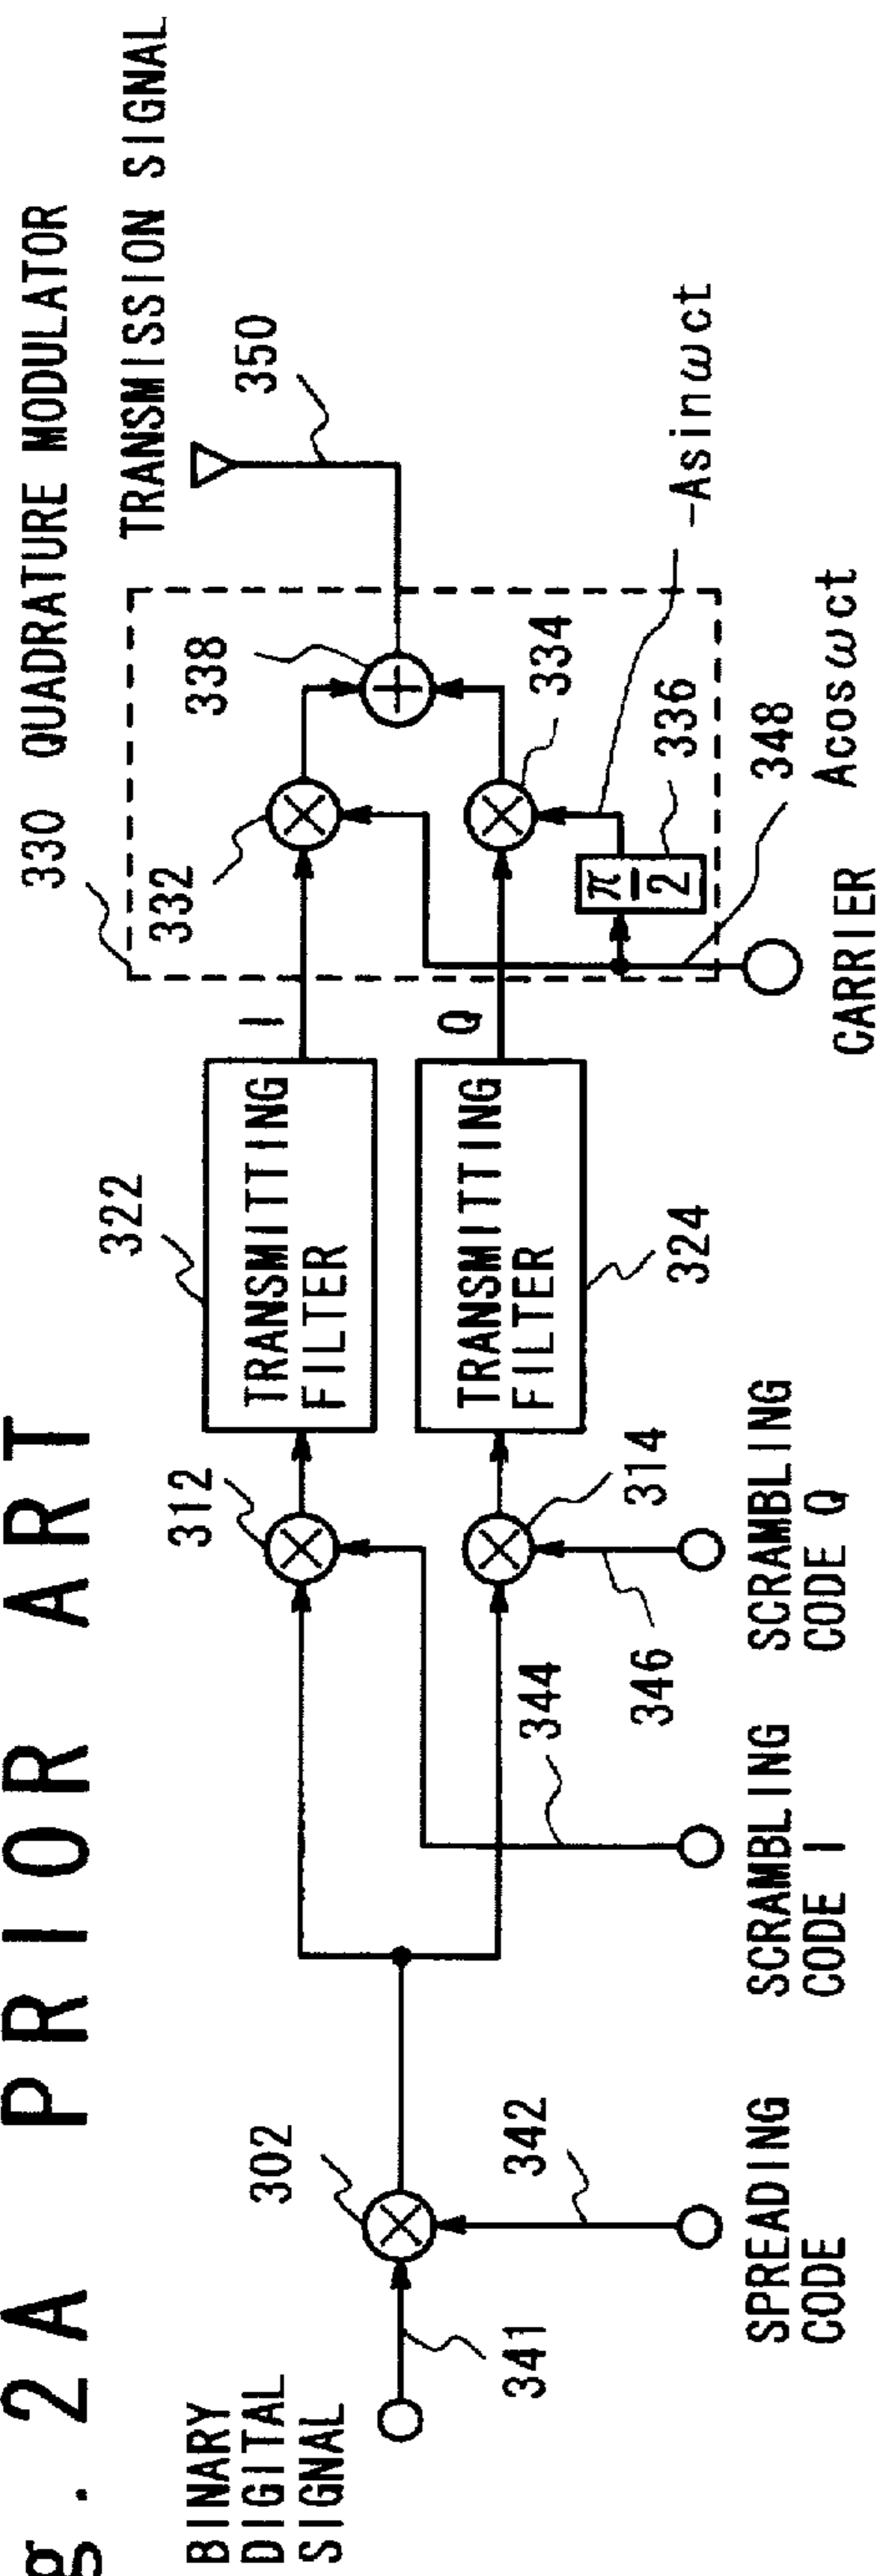 g. 2A PRIOR ART
330 QUADRATURE MODULATOR
TRANSMISSION SIGNAL
350
BINARY
DIGITAL
SIGNAL
341
302
342
SPREADING
CODE
312
344
SCRAMBLING
CODE I
314
346
SCRAMBLING
CODE Q
322
TRANSMITTING
FILTER
I
324
TRANSMITTING
FILTER
Q
332
338
334
π
2
336
-Asinωct
348
Acosωct
CARRIER